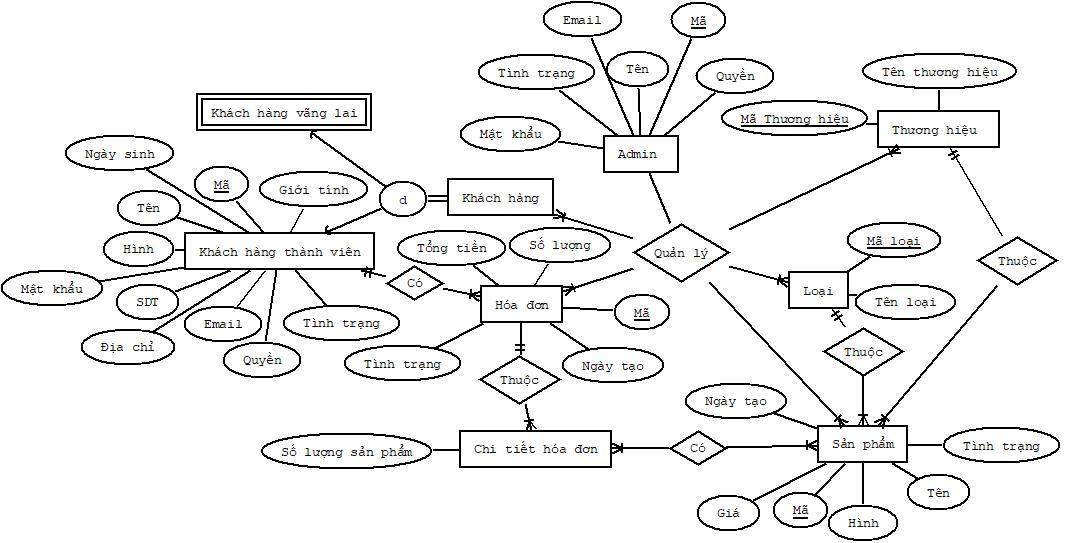 Email
Mã
Tình trạng
Tên
Quyền
Tên thương hiệu
Mật khẩu
Admin
Mã Thương hiệu
Thương hiệu
Khách hàng vãng lai
Ngày sinh
Mã
Giới tính
d
Khách hàng
Tên
Hình
Khách hàng thành viên
Tổng tiền
Số lượng
Quản lý
Mã loại
Thuộc
Mật khẩu
SDT
Có
Hóa đơn
Mã
Loại
Tên loại
Email
Tình trạng
Địa chỉ
Quyền
Tình trạng
Ngày tạo
Thuộc
Thuộc
Ngày tạo
Số lượng sản phẩm
Chi tiết hóa đơn
Có
Sản phẩm
Tình trạng
Giá
Mã
Hình
Tên